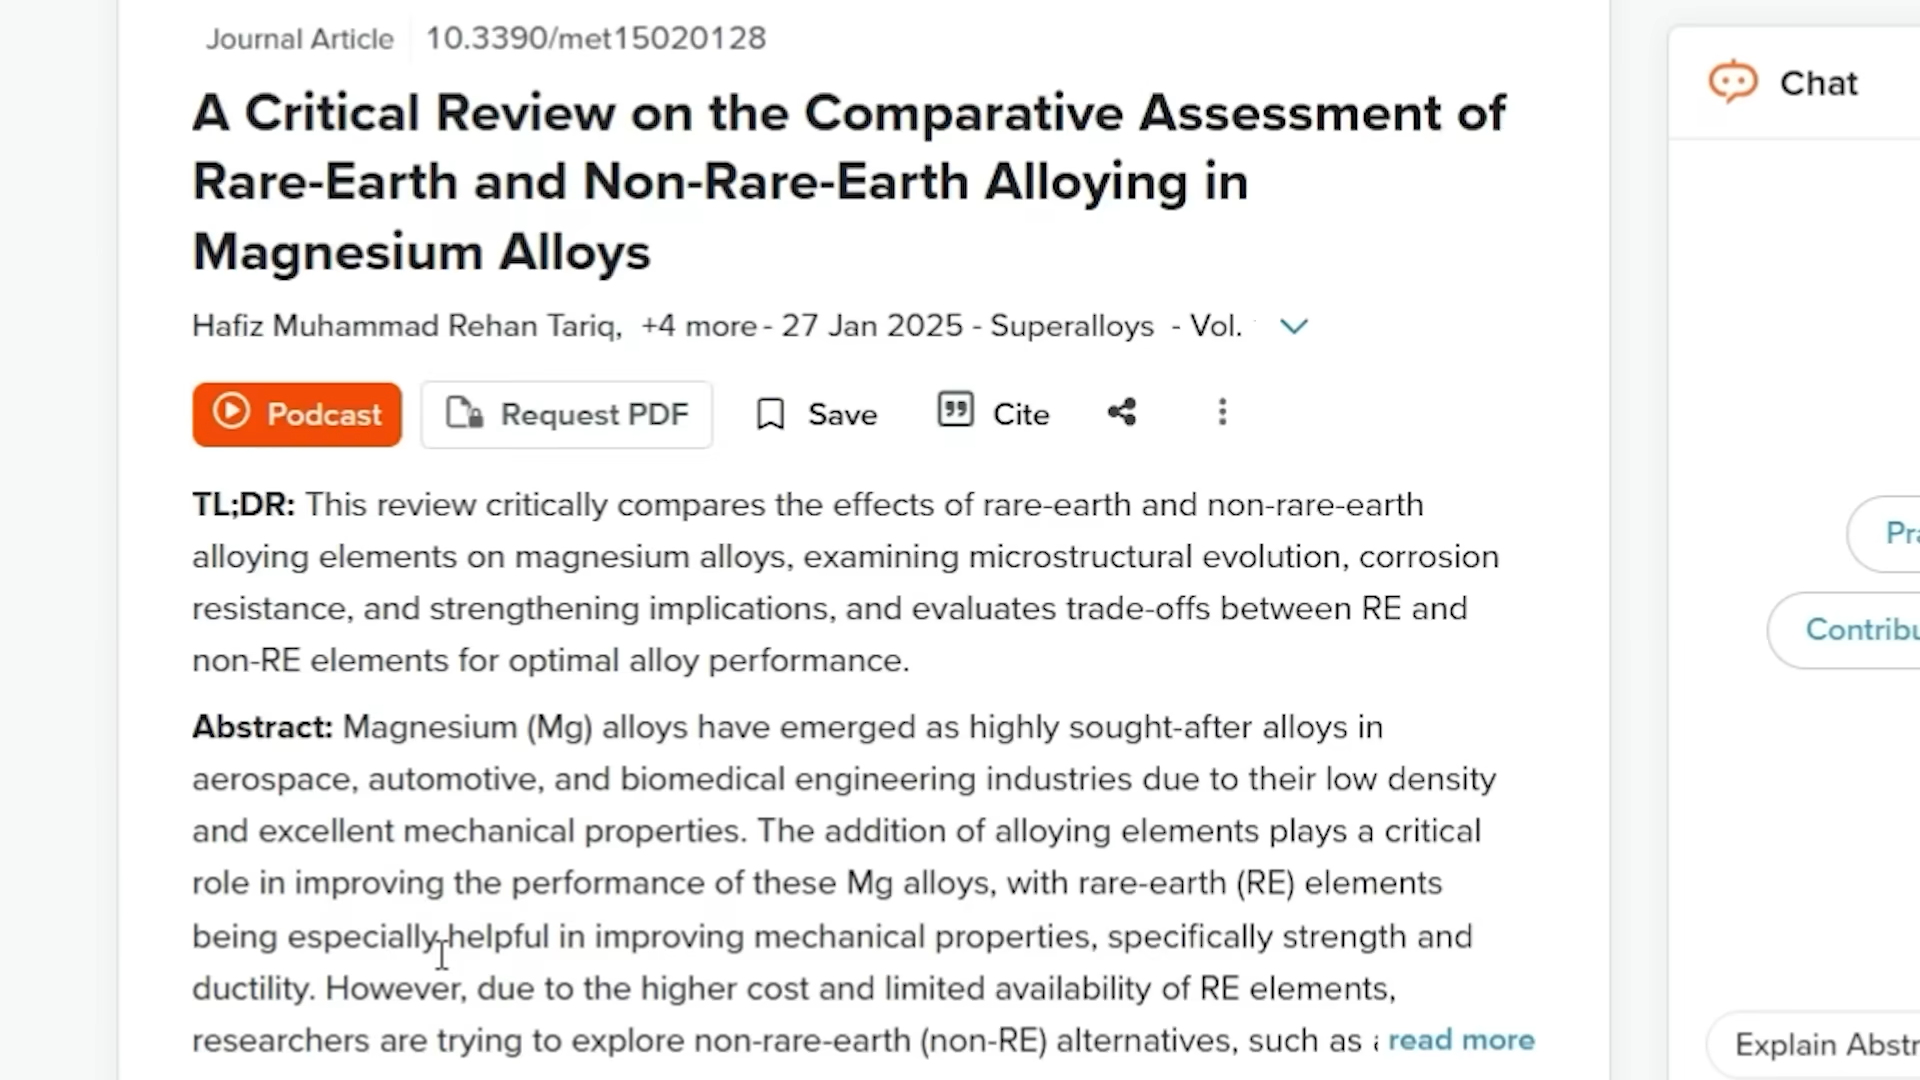 Journal Article 10.3390/met15020128
A Critical Review on the Comparative Assessment of
Rare-Earth and Non-Rare-Earth Alloying in
Magnesium Alloys
Hafiz Muhammad Rehan Tariq, +4 more - 27 Jan 2025 - Superalloys - Vol.
Podcast Request PDF Save Cite
TL;DR: This review critically compares the effects of rare-earth and non-rare-earth
alloying elements on magnesium alloys, examining microstructural evolution, corrosion
resistance, and strengthening implications, and evaluates trade-offs between RE and
non-RE elements for optimal alloy performance.
Abstract: Magnesium (Mg) alloys have emerged as highly sought-after alloys in
aerospace, automotive, and biomedical engineering industries due to their low density
and excellent mechanical properties. The addition of alloying elements plays a critical
role in improving the performance of these Mg alloys, with rare-earth (RE) elements
being especially helpful in improving mechanical properties, specifically strength and
ductility. However, due to the higher cost and limited availability of RE elements,
researchers are trying to explore non-rare-earth (non-RE) alternatives, such as read more
Chat
Pra
Contribu
Explain Abstr